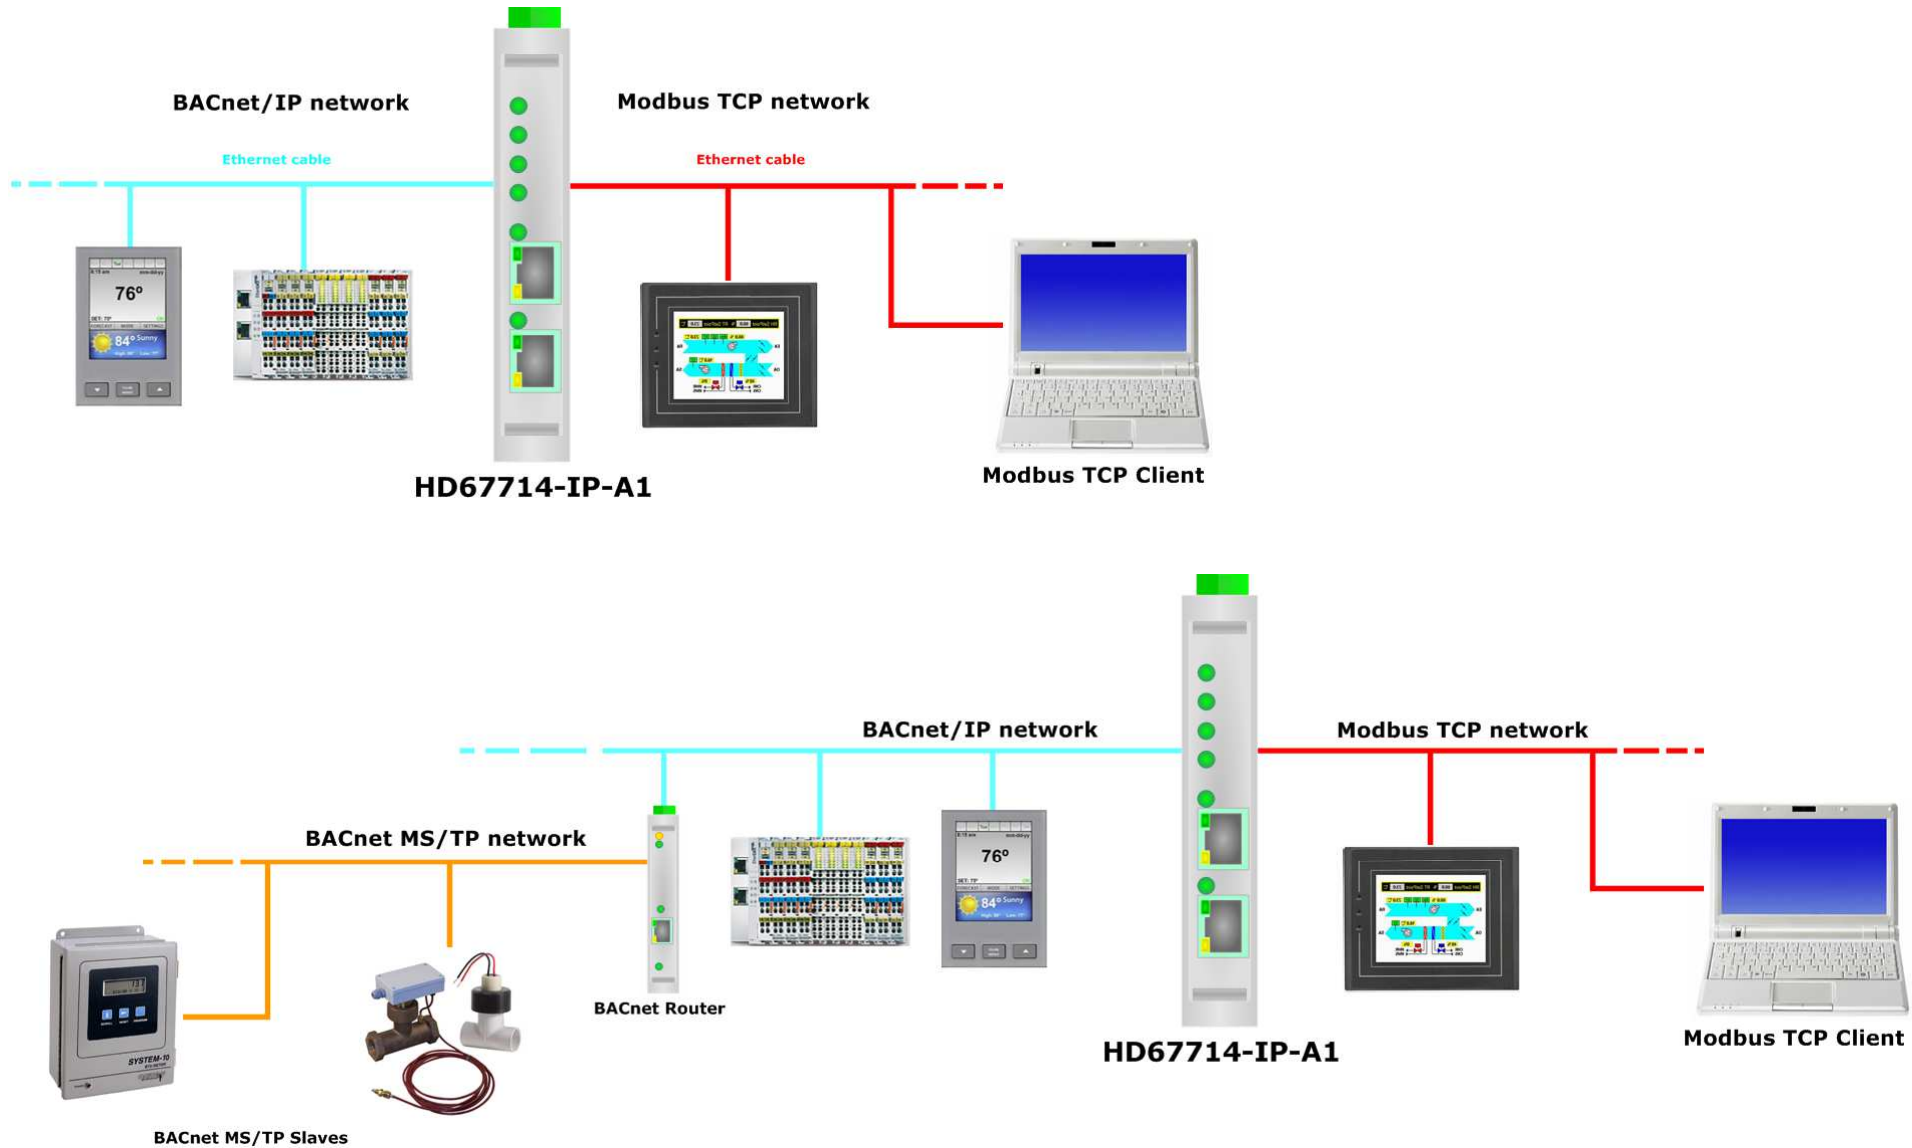 BACnet/IP network
Modbus TCP network
Ethernet cable
Ethernet cable
76°
84° Sunny
HD67714-IP-A1
Modbus TCP Client
BACnet/IP network
Modbus TCP network
BACnet MS/TP network
76°
84° Sunny
BACnet Router
SYSTEM-10
HD67714-IP-A1
Modbus TCP Client
BACnet MS/TP Slaves